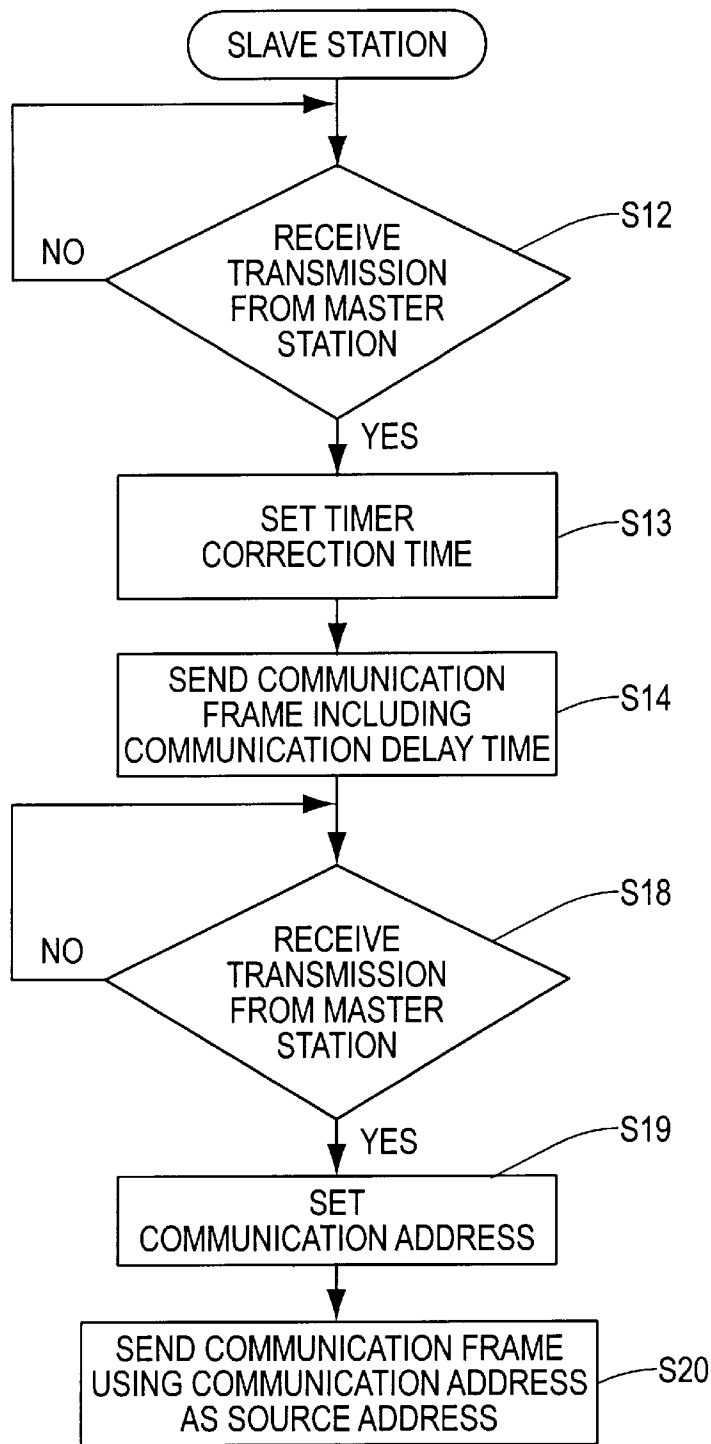 SLAVE STATION
S12
NO
RECEIVE
TRANSMISSION
FROM MASTER
STATION
YES
SET TIMER
CORRECTION TIME
S13
SEND COMMUNICATION
FRAME INCLUDING
COMMUNICATION DELAY TIME
S14
S18
NO
RECEIVE
TRANSMISSION
FROM MASTER
STATION
YES
S19
SET
COMMUNICATION ADDRESS
SEND COMMUNICATION FRAME
USING COMMUNICATION ADDRESS
AS SOURCE ADDRESS
S20